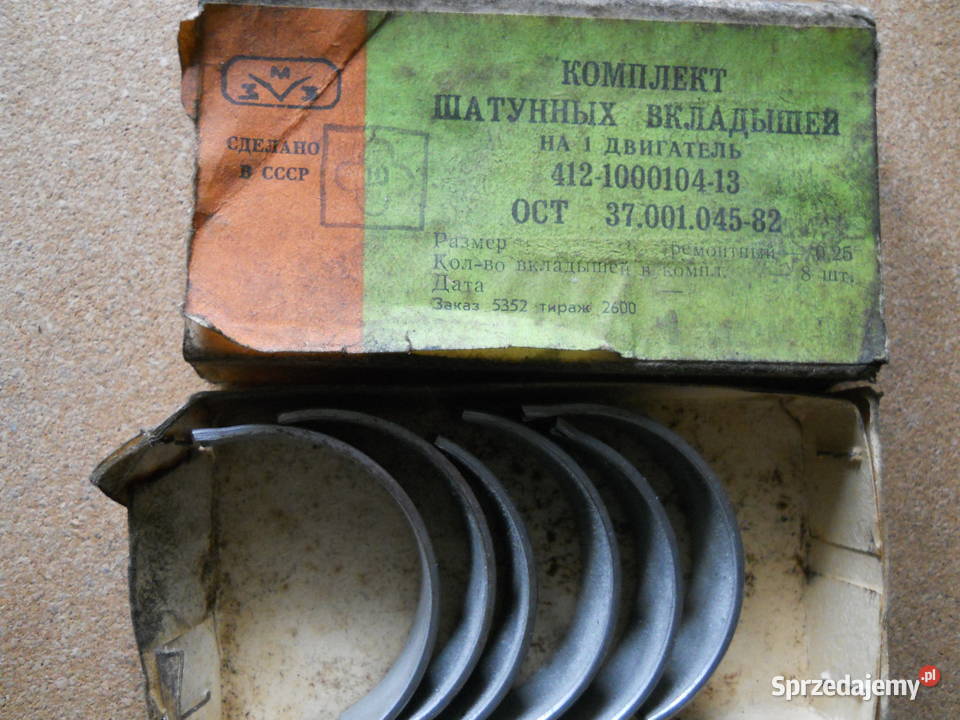 ЗМЗ
СДЕЛАНО
В СССР
КОМПЛЕКТ
ШАТУННЫХ ВКЛАДЫШЕЙ
НА 1 ДВИГАТЕЛЬ
412-1000104-13
ОСТ 37.001.045-82
Размер ремонтный — 0,25
Кол-во вкладышей в компл. — 8 шт.
Дата —
Заказ 5352 тираж 2600
Sprzedajemy.pl